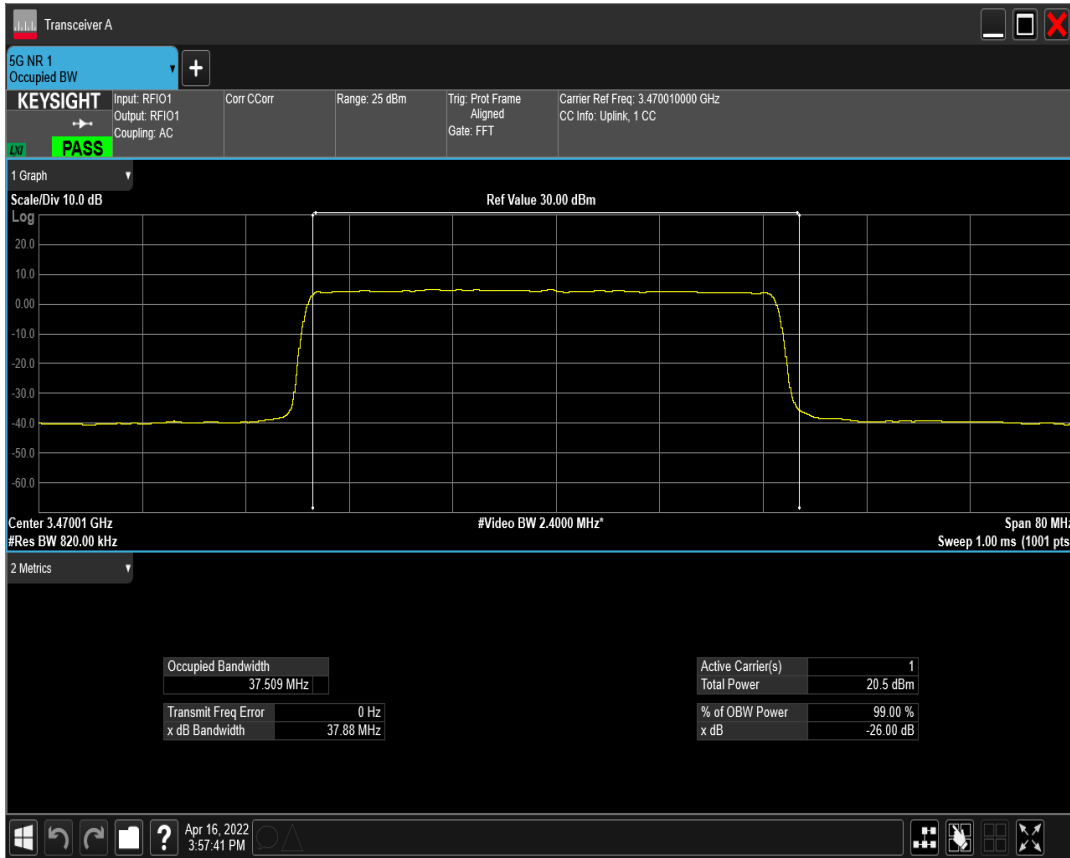 Transceiver A
5G NR 1
Occupied BW
+
KEYSIGHT
LXI
PASS
Input: RFIO1
Output: RFIO1
Coupling: AC
Corr CCorr
Range: 25 dBm
Trig: Prot Frame
Aligned
Gate: FFT
Carrier Ref Freq: 3.470010000 GHz
CC Info: Uplink, 1 CC
1 Graph
Scale/Div 10.0 dB
Ref Value 30.00 dBm
Log
20.0
10.0
0.00
-10.0
-20.0
-30.0
-40.0
-50.0
-60.0
Center 3.47001 GHz
#Video BW 2.4000 MHz*
Span 80 MHz
#Res BW 820.00 kHz
Sweep 1.00 ms (1001 pts
2 Metrics
Occupied Bandwidth
37.509 MHz
Transmit Freq Error 0 Hz
x dB Bandwidth 37.88 MHz
Active Carrier(s) 1
Total Power 20.5 dBm
% of OBW Power 99.00 %
x dB -26.00 dB
?
Apr 16, 2022
3:57:41 PM